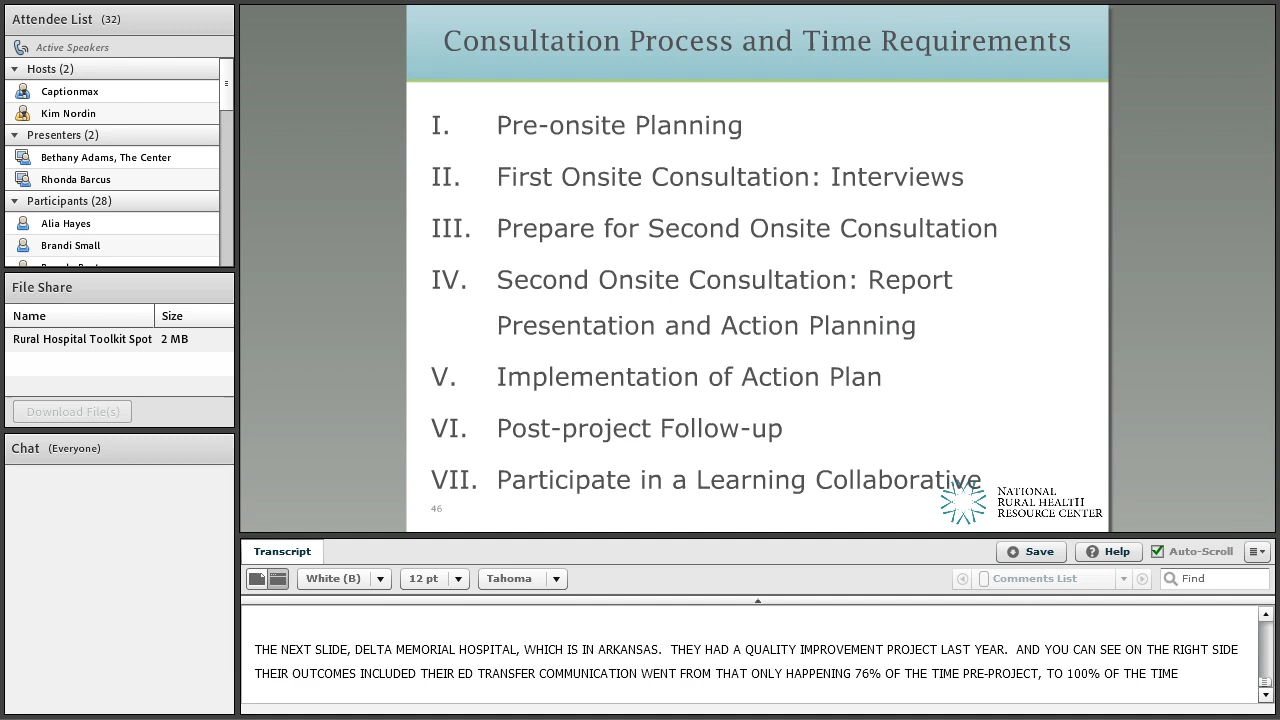 Attendee List (32)
Active Speakers
Hosts (2)
Captionmax
Kim Nordin
Presenters (2)
Bethany Adams, The Center
Rhonda Barcus
Participants (28)
Alia Hayes
Brandi Small
File Share
Name Size
Rural Hospital Toolkit Spot 2 MB
Download File(s)
Chat (Everyone)
Consultation Process and Time Requirements
I. Pre-onsite Planning
II. First Onsite Consultation: Interviews
III. Prepare for Second Onsite Consultation
IV. Second Onsite Consultation: Report
Presentation and Action Planning
V. Implementation of Action Plan
VI. Post-project Follow-up
VII. Participate in a Learning Collaborative
46
NATIONAL
RURAL HEALTH
RESOURCE CENTER
Transcript Save Help Auto-Scroll
White (B) 12 pt Tahoma Comments List Find
THE NEXT SLIDE, DELTA MEMORIAL HOSPITAL, WHICH IS IN ARKANSAS. THEY HAD A QUALITY IMPROVEMENT PROJECT LAST YEAR. AND YOU CAN SEE ON THE RIGHT SIDE
THEIR OUTCOMES INCLUDED THEIR ED TRANSFER COMMUNICATION WENT FROM THAT ONLY HAPPENING 76% OF THE TIME PRE-PROJECT, TO 100% OF THE TIME